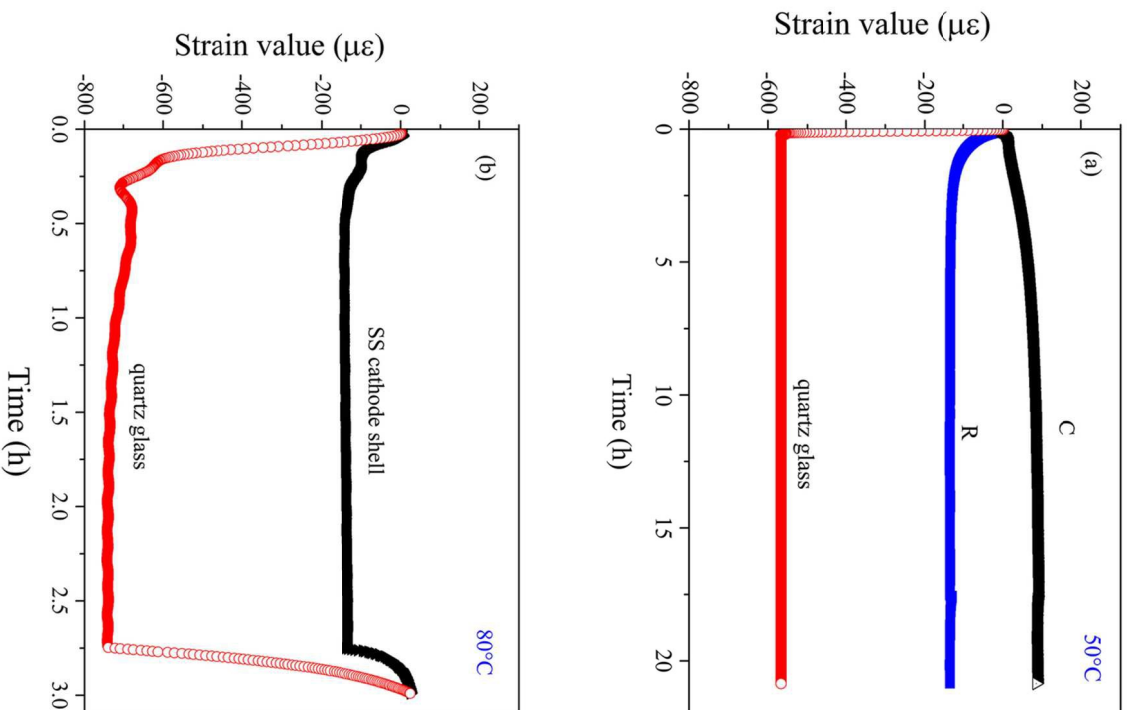 (a)
50°C
C
R
quartz glass
Strain value (με)
200
0
-200
-400
-600
-800
0
5
10
15
20
Time (h)
(b)
80°C
SS cathode shell
quartz glass
Strain value (με)
200
0
-200
-400
-600
-800
0.0
0.5
1.0
1.5
2.0
2.5
3.0
Time (h)